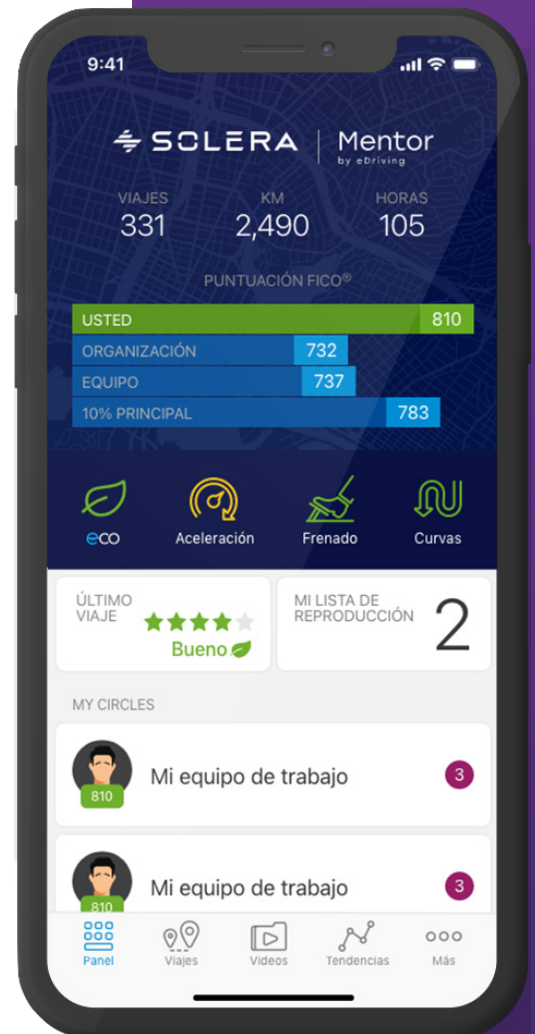 9:41
SOLERA | Mentor
by eDriving
VIAJES KM HORAS
331 2,490 105
PUNTUACIÓN FICO®
USTED 810
ORGANIZACIÓN 732
EQUIPO 737
10% PRINCIPAL 783
eco Aceleración Frenado Curvas
ÚLTIMO
VIAJE
Bueno
MI LISTA DE
REPRODUCCIÓN
2
MY CIRCLES
810
Mi equipo de trabajo 3
810
Mi equipo de trabajo 3
Panel Viajes Videos Tendencias Más